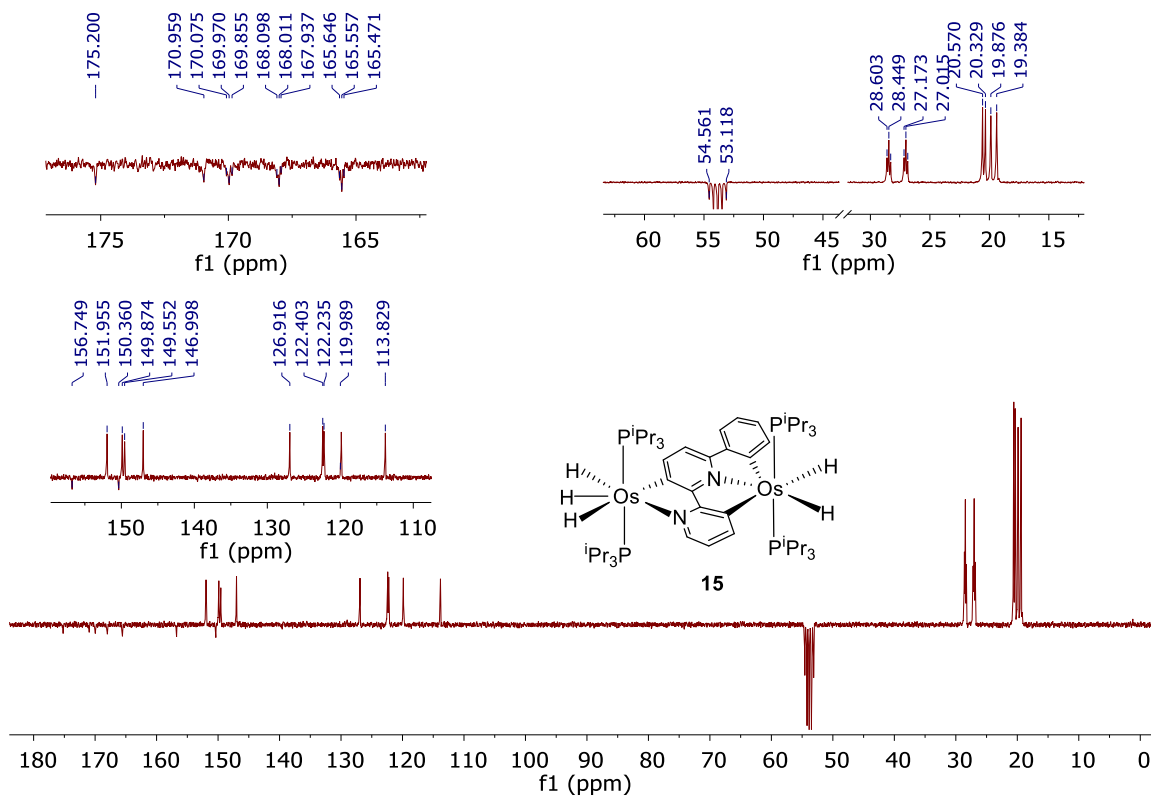 175.200
170.959
170.075
169.970
169.855
168.098
168.011
167.937
165.646
165.557
165.471
175 170 165
f1 (ppm)
54.561
53.118
28.603
28.449
27.173
27.015
20.570
20.329
19.876
19.384
60 55 50 45 30 25 20 15
f1 (ppm)
156.749
151.955
150.360
149.874
149.552
146.998
126.916
122.403
122.235
119.989
113.829
150 140 130 120 110
f1 (ppm)
PiPr3 PiPr3
H H
H Os N Os
H N H
iPr3P PiPr3
15
180 170 160 150 140 130 120 110 100 90 80 70 60 50 40 30 20 10 0
f1 (ppm)